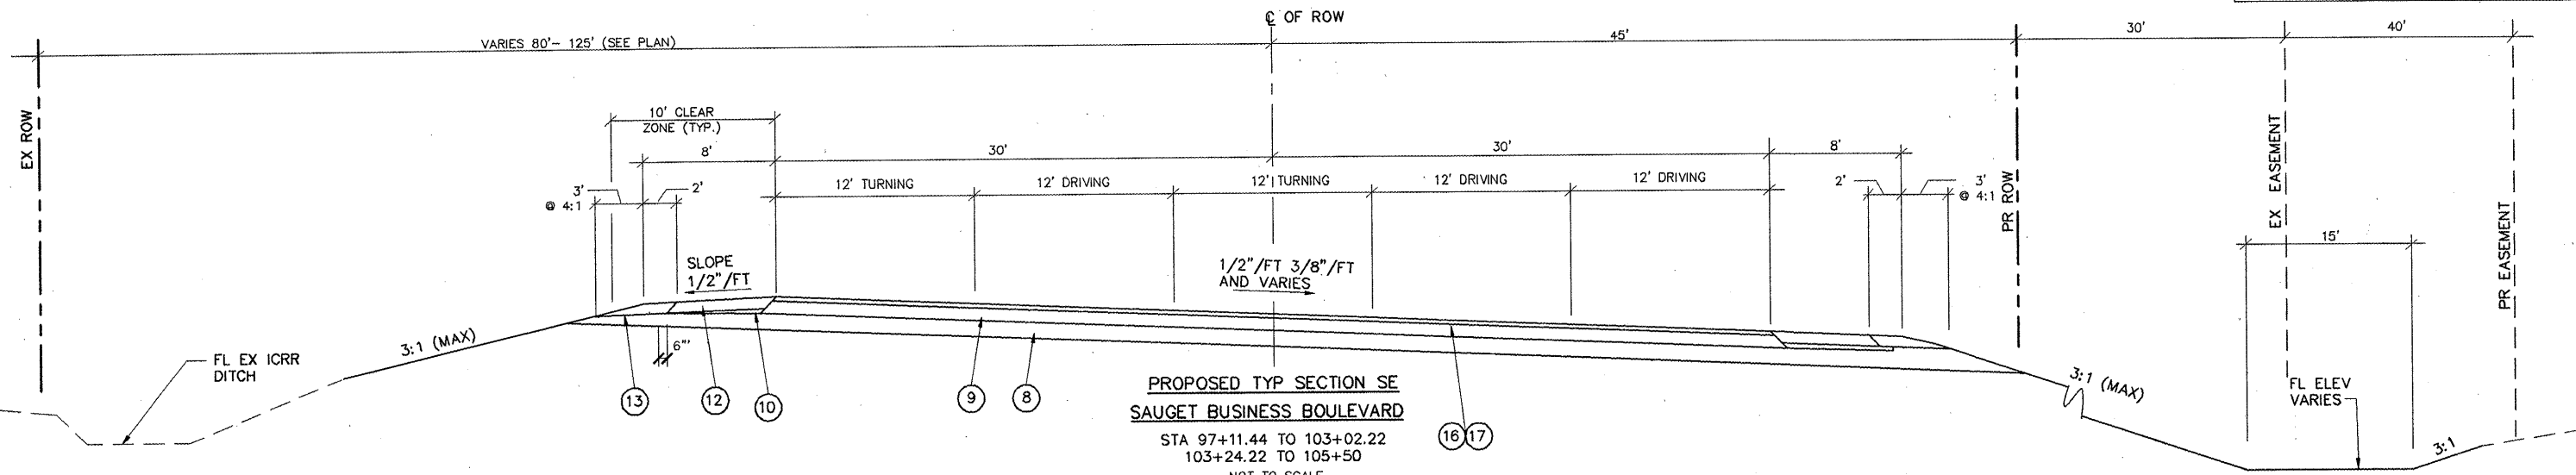 ℄ OF ROW
VARIES 80'- 125' (SEE PLAN)
45'
30'
40'
EX ROW
10' CLEAR
ZONE (TYP.)
8'
30'
30'
8'
3'
@ 4:1
2'
12' TURNING
12' DRIVING
12' TURNING
12' DRIVING
12' DRIVING
2'
3'
@ 4:1
PR ROW
EX EASEMENT
PR EASEMENT
15'
SLOPE
1/2"/FT
1/2"/FT 3/8"/FT
AND VARIES
3:1 (MAX)
FL EX ICRR
DITCH
6"'
13
12
10
9
8
16
17
3:1 (MAX)
FL ELEV
VARIES
3:1
PROPOSED TYP SECTION SE
SAUGET BUSINESS BOULEVARD
STA 97+11.44 TO 103+02.22
103+24.22 TO 105+50
NOT TO SCALE